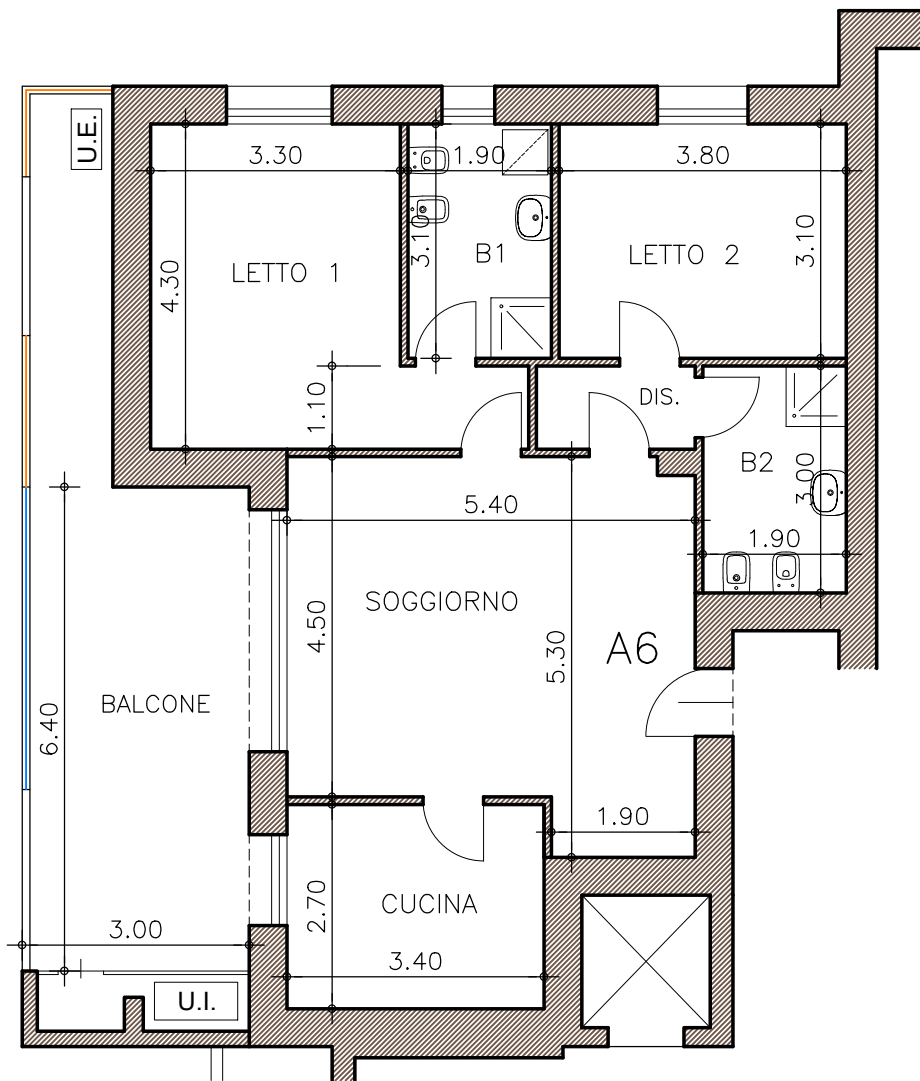 U.E.
3.30
1.90
3.80
4.30
LETTO 1
3.10
B1
LETTO 2
3.10
1.10
DIS.
B2
3.00
5.40
1.90
SOGGIORNO
4.50
5.30
A6
BALCONE
6.40
1.90
2.70
CUCINA
3.00
3.40
U.I.